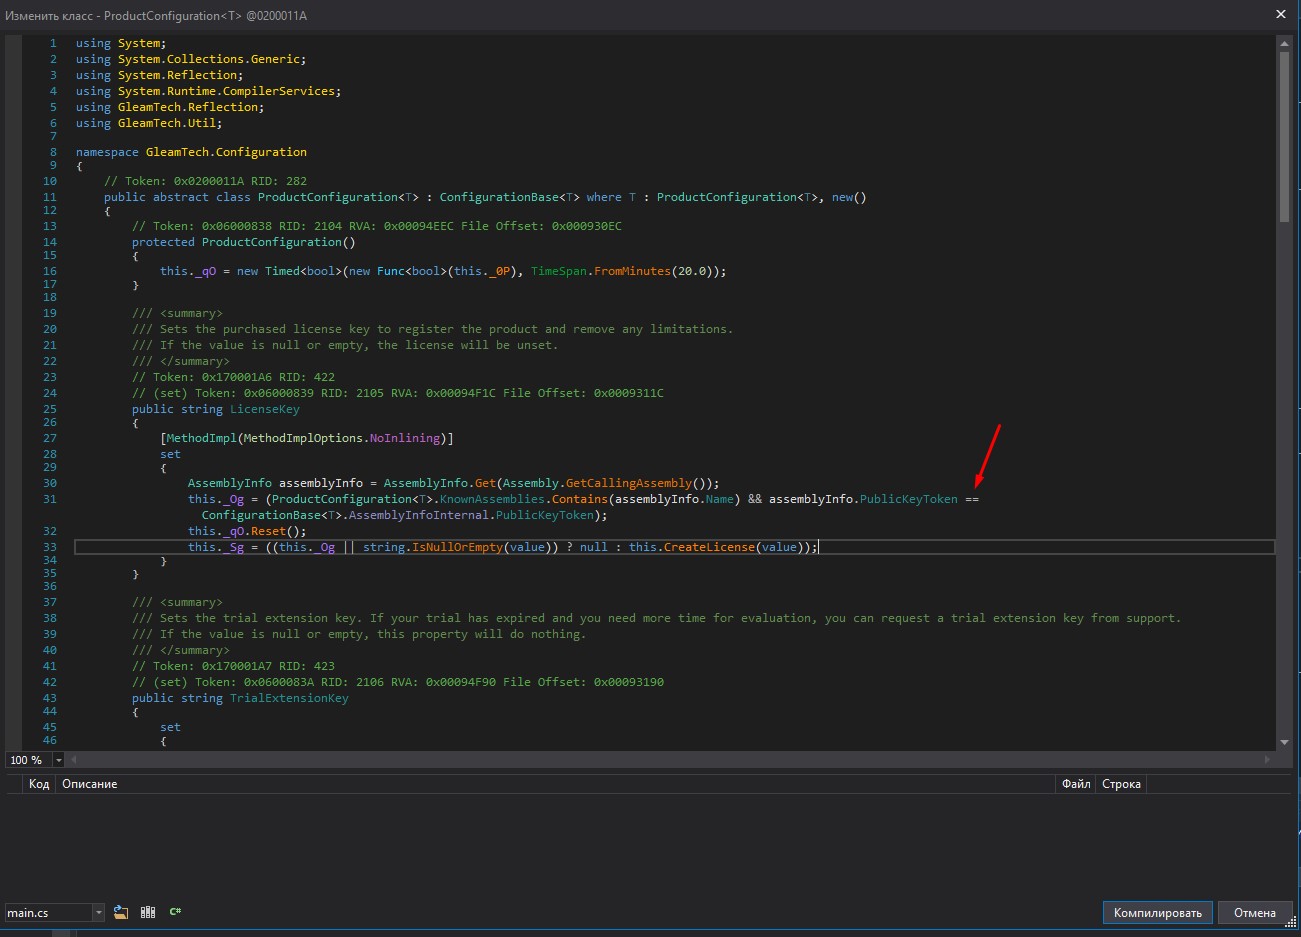 Изменить класс - ProductConfiguration<T> @0200011A
1 using System;
2 using System.Collections.Generic;
3 using System.Reflection;
4 using System.Runtime.CompilerServices;
5 using GleamTech.Reflection;
6 using GleamTech.Util;
7
8 namespace GleamTech.Configuration
9 {
10 // Token: 0x0200011A RID: 282
11 public abstract class ProductConfiguration<T> : ConfigurationBase<T> where T : ProductConfiguration<T>, new()
12 {
13 // Token: 0x06000838 RID: 2104 RVA: 0x00094EEC File Offset: 0x000930EC
14 protected ProductConfiguration()
15 {
16 this._qO = new Timed<bool>(new Func<bool>(this._0P), TimeSpan.FromMinutes(20.0));
17 }
18
19 /// <summary>
20 /// Sets the purchased license key to register the product and remove any limitations.
21 /// If the value is null or empty, the license will be unset.
22 /// </summary>
23 // Token: 0x170001A6 RID: 422
24 // (set) Token: 0x06000839 RID: 2105 RVA: 0x00094F1C File Offset: 0x0009311C
25 public string LicenseKey
26 {
27 [MethodImpl(MethodImplOptions.NoInlining)]
28 set
29 {
30 AssemblyInfo assemblyInfo = AssemblyInfo.Get(Assembly.GetCallingAssembly());
31 this._Og = (ProductConfiguration<T>.KnownAssemblies.Contains(assemblyInfo.Name) && assemblyInfo.PublicKeyToken ==
ConfigurationBase<T>.AssemblyInfoInternal.PublicKeyToken);
32 this._qO.Reset();
33 this._Sg = ((this._Og || string.IsNullOrEmpty(value)) ? null : this.CreateLicense(value));
34 }
35 }
36
37 /// <summary>
38 /// Sets the trial extension key. If your trial has expired and you need more time for evaluation, you can request a trial extension key from support.
39 /// If the value is null or empty, this property will do nothing.
40 /// </summary>
41 // Token: 0x170001A7 RID: 423
42 // (set) Token: 0x0600083A RID: 2106 RVA: 0x00094F90 File Offset: 0x00093190
43 public string TrialExtensionKey
44 {
45 set
46 {
100 %
Код Описание Файл Строка
main.cs C# Компилировать Отмена